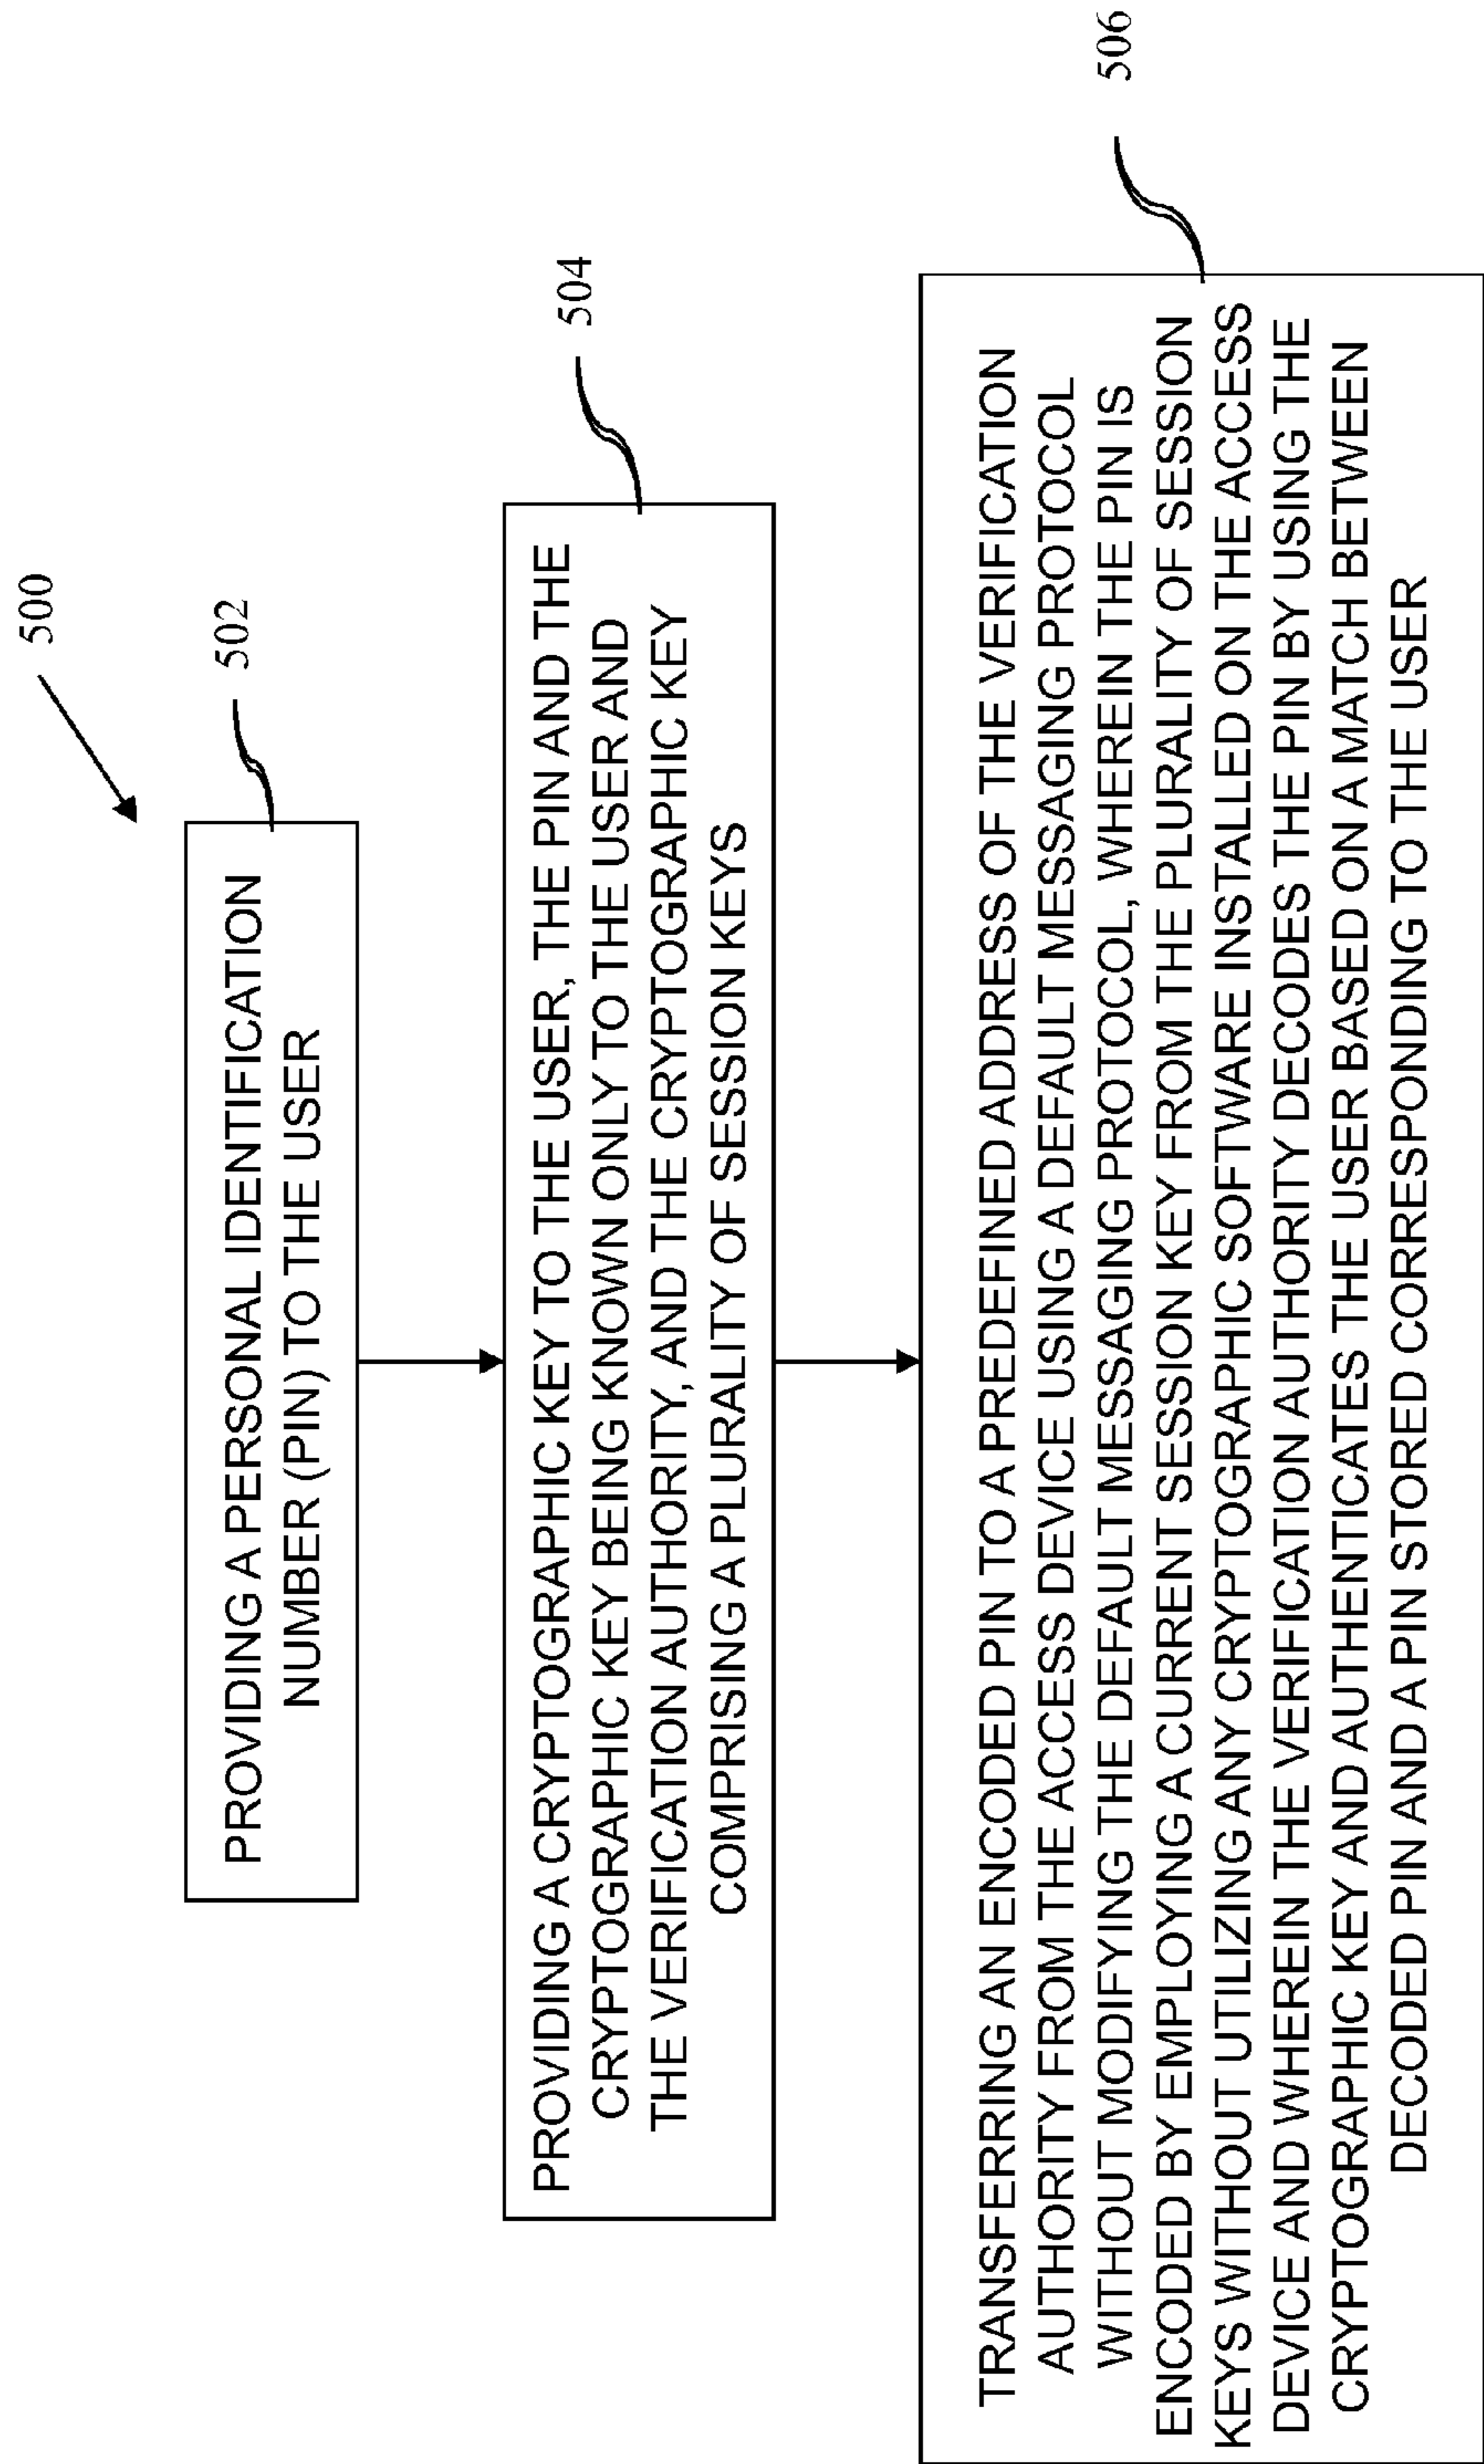 500
502
PROVIDING A PERSONAL IDENTIFICATION
NUMBER (PIN) TO THE USER
504
PROVIDING A CRYPTOGRAPHIC KEY TO THE USER, THE PIN AND THE
CRYPTOGRAPHIC KEY BEING KNOWN ONLY TO THE USER AND
THE VERIFICATION AUTHORITY, AND THE CRYPTOGRAPHIC KEY
COMPRISING A PLURALITY OF SESSION KEYS
506
TRANSFERRING AN ENCODED PIN TO A PREDEFINED ADDRESS OF THE VERIFICATION
AUTHORITY FROM THE ACCESS DEVICE USING A DEFAULT MESSAGING PROTOCOL
WITHOUT MODIFYING THE DEFAULT MESSAGING PROTOCOL, WHEREIN THE PIN IS
ENCODED BY EMPLOYING A CURRENT SESSION KEY FROM THE PLURALITY OF SESSION
KEYS WITHOUT UTILIZING ANY CRYPTOGRAPHIC SOFTWARE INSTALLED ON THE ACCESS
DEVICE AND WHEREIN THE VERIFICATION AUTHORITY DECODES THE PIN BY USING THE
CRYPTOGRAPHIC KEY AND AUTHENTICATES THE USER BASED ON A MATCH BETWEEN
DECODED PIN AND A PIN STORED CORRESPONDING TO THE USER